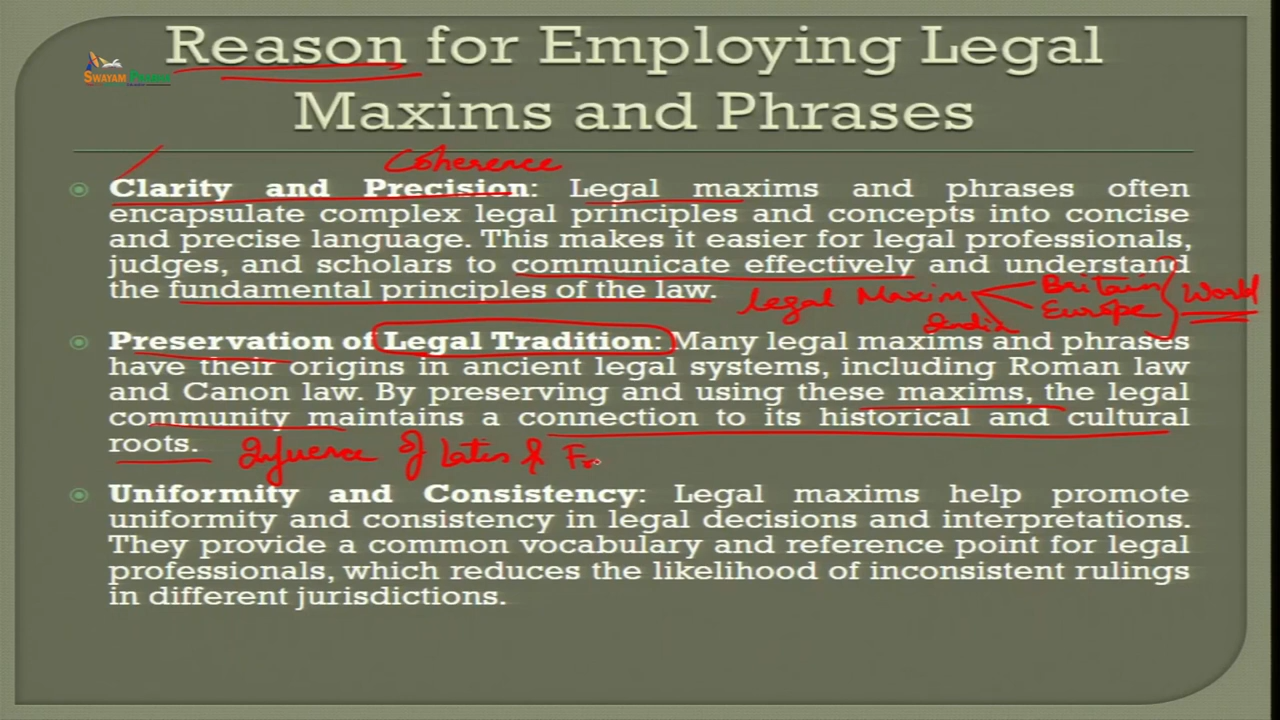 Reason for Employing Legal
Maxims and Phrases
SWAYAM PRABHA
Coherence
Clarity and Precision: Legal maxims and phrases often
encapsulate complex legal principles and concepts into concise
and precise language. This makes it easier for legal professionals,
judges, and scholars to communicate effectively and understand
the fundamental principles of the law.
Legal Maxim
Britain
Europe
India
World
Preservation of Legal Tradition: Many legal maxims and phrases
have their origins in ancient legal systems, including Roman law
and Canon law. By preserving and using these maxims, the legal
community maintains a connection to its historical and cultural
roots.
Influence of Latin & Fr
Uniformity and Consistency: Legal maxims help promote
uniformity and consistency in legal decisions and interpretations.
They provide a common vocabulary and reference point for legal
professionals, which reduces the likelihood of inconsistent rulings
in different jurisdictions.